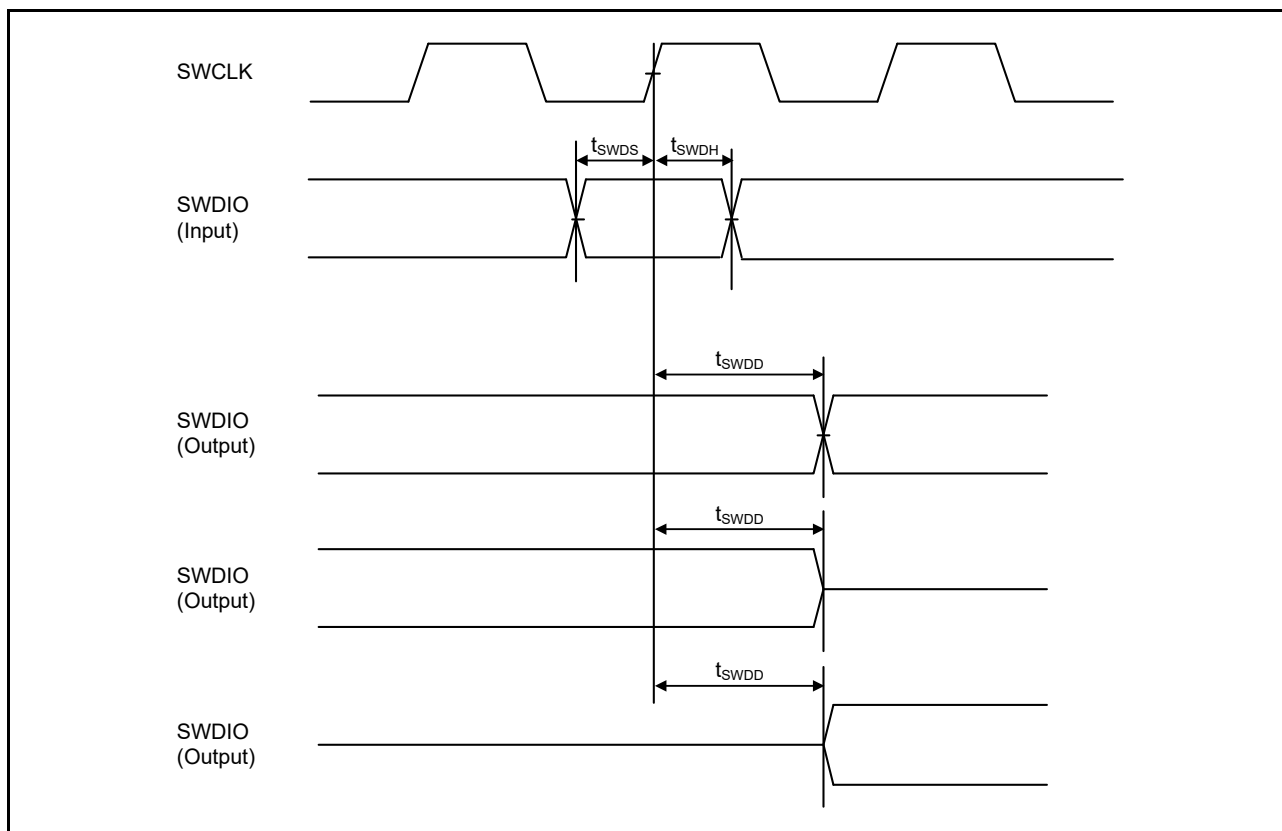 SWCLK
tSWDS
tSWDH
SWDIO
(Input)
tSWDD
SWDIO
(Output)
tSWDD
SWDIO
(Output)
tSWDD
SWDIO
(Output)